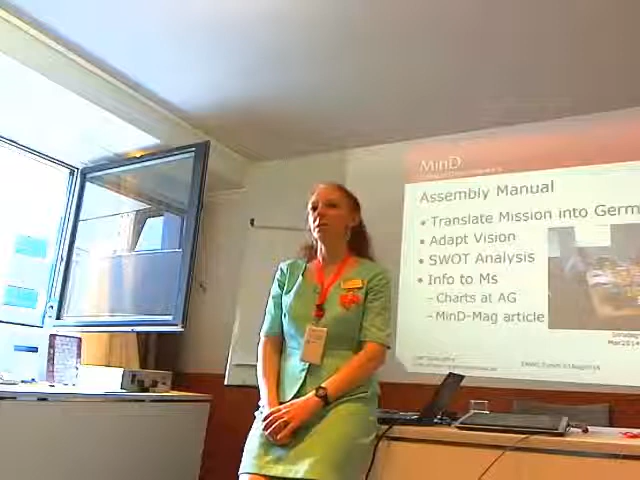 MinD
Assembly Manual
• Translate Mission into Germ
• Adapt Vision
• SWOT Analysis
• Info to Ms
– Charts at AG
– MinD-Mag article
Mar2014